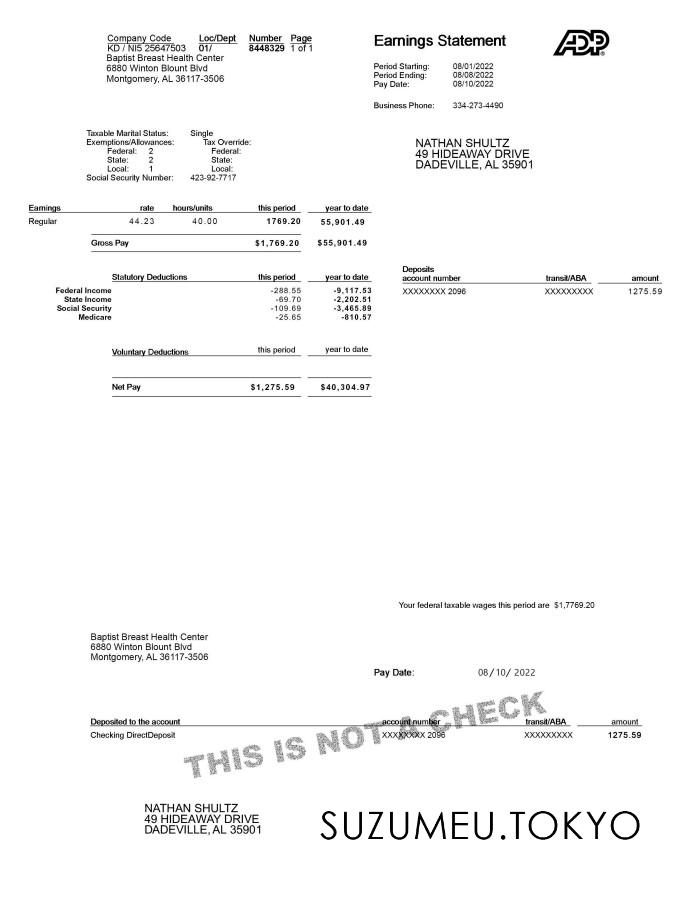 Company Code Loc/Dept Number Page
KD / NI5 25647503 01/ 8448329 1 of 1
Baptist Breast Health Center
6880 Winton Blount Blvd
Montgomery, AL 36117-3506
Earnings Statement
ADP
Period Starting: 08/01/2022
Period Ending: 08/08/2022
Pay Date: 08/10/2022
Business Phone: 334-273-4490
Taxable Marital Status: Single
Exemptions/Allowances: Tax Override:
Federal: 2 Federal:
State: 2 State:
Local: 1 Local:
Social Security Number: 423-92-7717
NATHAN SHULTZ
49 HIDEAWAY DRIVE
DADEVILLE, AL 35901
Earnings rate hours/units this period year to date
Regular 44.23 40.00 1769.20 55,901.49
Gross Pay $1,769.20 $55,901.49
Statutory Deductions this period year to date
Federal Income -288.55 -9,117.53
State Income -69.70 -2,202.51
Social Security -109.69 -3,465.89
Medicare -25.65 -810.57
Deposits
account number transit/ABA amount
XXXXXXXX 2096 XXXXXXXXX 1275.59
Voluntary Deductions this period year to date
Net Pay $1,275.59 $40,304.97
Your federal taxable wages this period are $1,7769.20
Baptist Breast Health Center
6880 Winton Blount Blvd
Montgomery, AL 36117-3506
Pay Date: 08/10/ 2022
THIS IS NOT A CHECK
Deposited to the account account number transit/ABA amount
Checking DirectDeposit XXXXXXXX 2096 XXXXXXXXX 1275.59
NATHAN SHULTZ
49 HIDEAWAY DRIVE
DADEVILLE, AL 35901
SUZUMEU.TOKYO